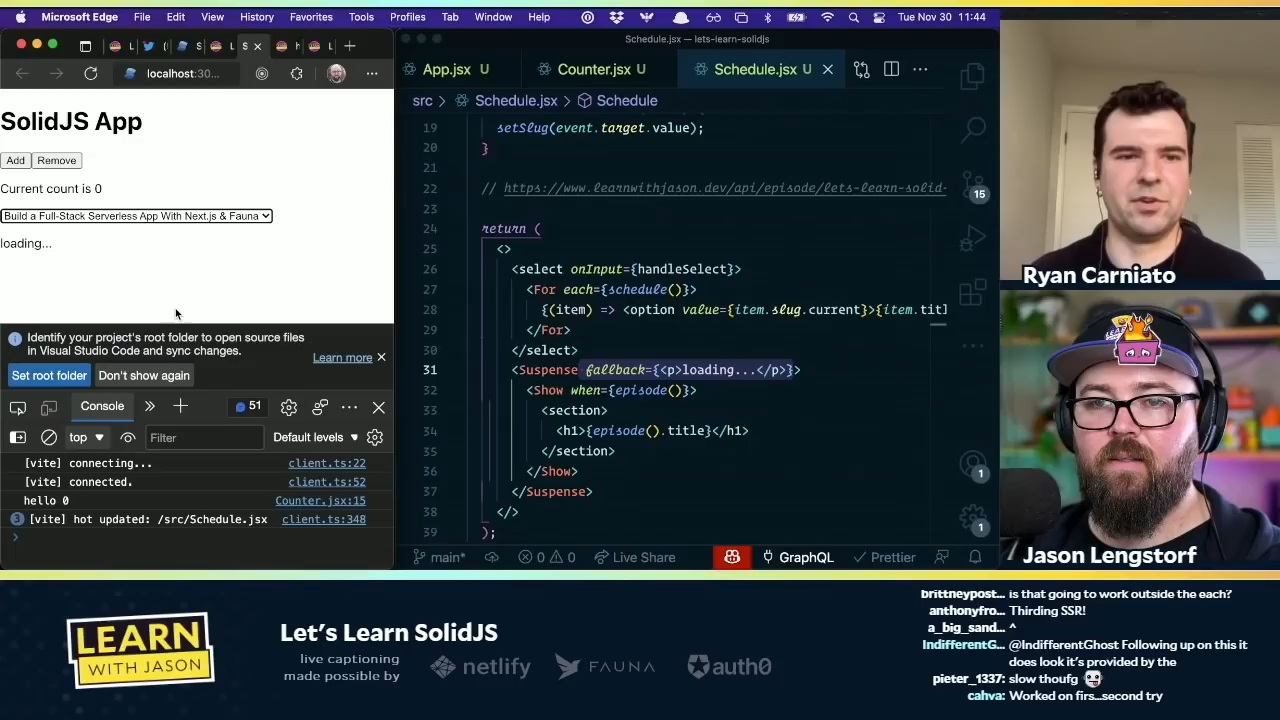 Microsoft Edge File Edit View History Favorites Tools Profiles Tab Window Help Tue Nov 30 11:44
Schedule.jsx — lets-learn-solidjs
App.jsx U Counter.jsx U Schedule.jsx U
localhost:30...
src > Schedule.jsx > Schedule
SolidJS App
Add Remove
Current count is 0
Build a Full-Stack Serverless App With Next.js & Fauna
loading...
19 setSlug(event.target.value);
20 }
21
22 // https://www.learnwithjason.dev/api/episode/lets-learn-solid-
23
24 return (
25 <>
26 <select onInput={handleSelect}>
27 <For each={schedule()}>
28 {(item) => <option value={item.slug.current}>{item.titl
29 </For>
30 </select>
31 <Suspense fallback={<p>loading...</p>}>
32 <Show when={episode()}>
33 <section>
34 <h1>{episode().title}</h1>
35 </section>
36 </Show>
37 </Suspense>
38 </>
39 );
Identify your project's root folder to open source files
in Visual Studio Code and sync changes.
Learn more
Set root folder Don't show again
Console 51
top Filter Default levels
[vite] connecting... client.ts:22
[vite] connected. client.ts:52
hello 0 Counter.jsx:15
3 [vite] hot updated: /src/Schedule.jsx client.ts:348
15
1
1
main* 0 0 Live Share GraphQL Prettier
Ryan Carniato
Jason Lengstorf
LEARN
WITH JASON
Let's Learn SolidJS
live captioning
made possible by
netlify FAUNA auth0
brittneypost... is that going to work outside the each?
anthonyfro... Thirding SSR!
a_big_sand... ^
IndifferentG... @IndifferentGhost Following up on this it
does look it's provided by the
pieter_1337: slow thoufg
cahva: Worked on firs...second try